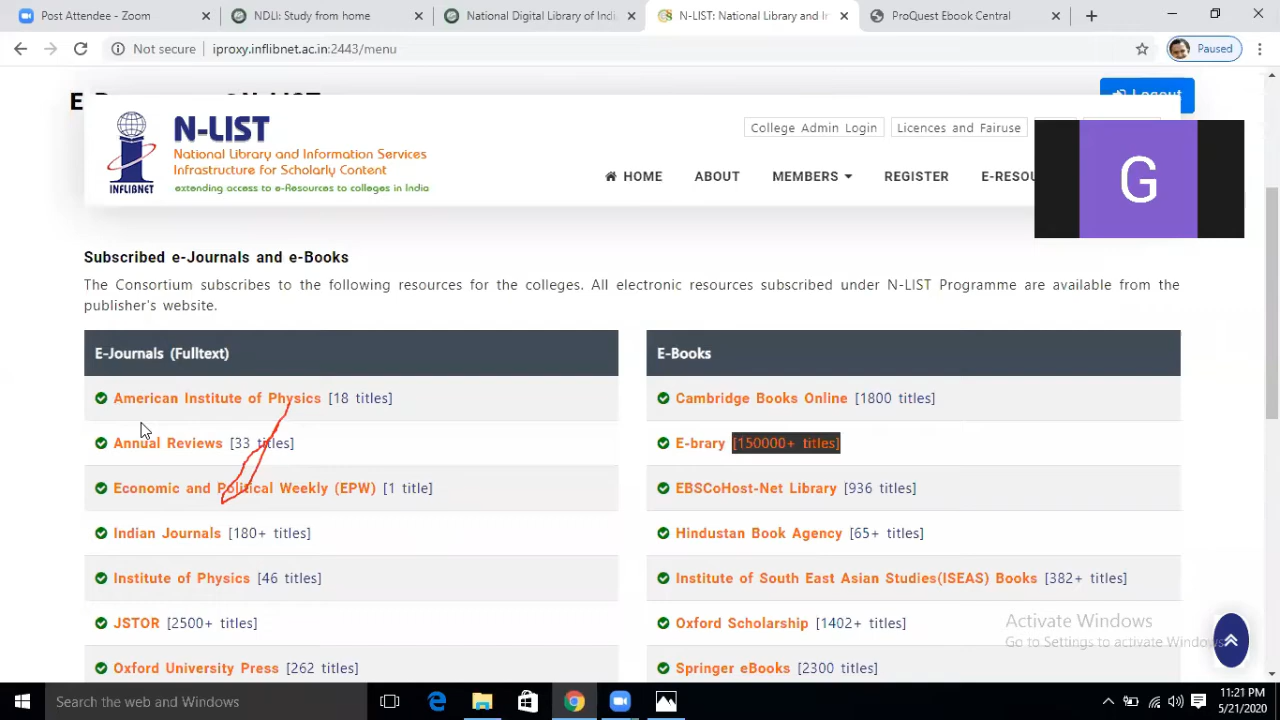 Post Attendee - Zoom
NDLI: Study from home
National Digital Library of Indi
N-LIST: National Library and In
ProQuest Ebook Central
Not secure
iproxy.inflibnet.ac.in:2443/menu
Paused
Logout
N-LIST
National Library and Information Services
Infrastructure for Scholarly Content
extending access to e-Resources to colleges in India
INFLIBNET
College Admin Login
Licences and Fairuse
HOME
ABOUT
MEMBERS
REGISTER
E-RESOU
G
Subscribed e-Journals and e-Books
The Consortium subscribes to the following resources for the colleges. All electronic resources subscribed under N-LIST Programme are available from the
publisher's website.
E-Journals (Fulltext)
American Institute of Physics [18 titles]
Annual Reviews [33 titles]
Economic and Political Weekly (EPW) [1 title]
Indian Journals [180+ titles]
Institute of Physics [46 titles]
JSTOR [2500+ titles]
Oxford University Press [262 titles]
E-Books
Cambridge Books Online [1800 titles]
E-brary [150000+ titles]
EBSCoHost-Net Library [936 titles]
Hindustan Book Agency [65+ titles]
Institute of South East Asian Studies(ISEAS) Books [382+ titles]
Oxford Scholarship [1402+ titles]
Springer eBooks [2300 titles]
Activate Windows
Go to Settings to activate Windows.
Search the web and Windows
11:21 PM
5/21/2020